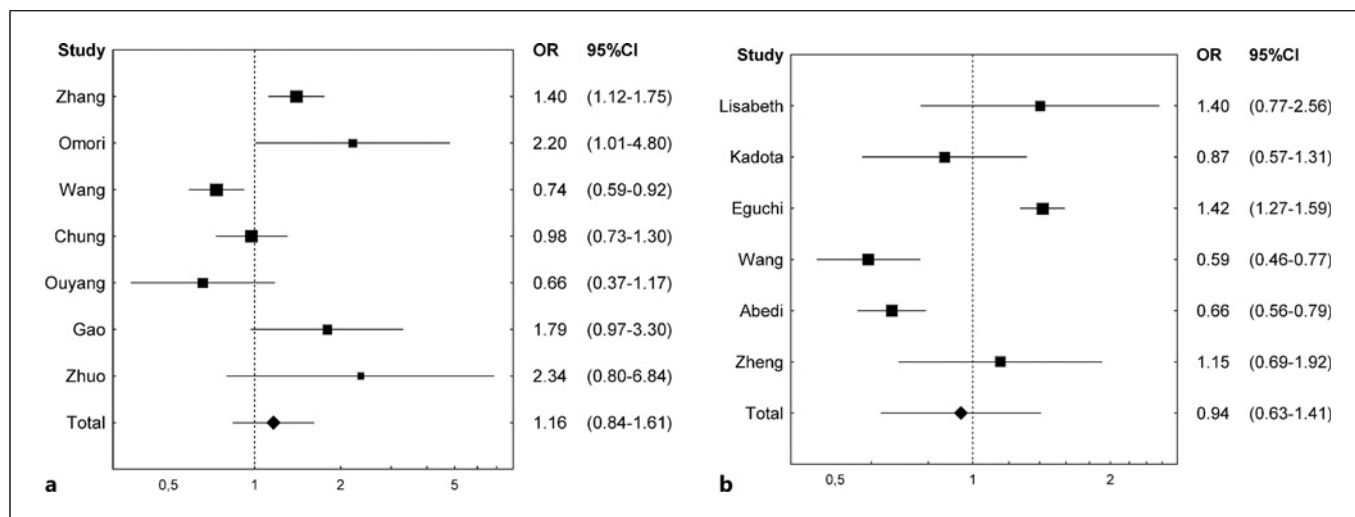 Study OR 95%CI
Zhang 1.40 (1.12-1.75)
Omori 2.20 (1.01-4.80)
Wang 0.74 (0.59-0.92)
Chung 0.98 (0.73-1.30)
Ouyang 0.66 (0.37-1.17)
Gao 1.79 (0.97-3.30)
Zhuo 2.34 (0.80-6.84)
Total 1.16 (0.84-1.61)
0,5 1 2 5
a
Study OR 95%CI
Lisabeth 1.40 (0.77-2.56)
Kadota 0.87 (0.57-1.31)
Eguchi 1.42 (1.27-1.59)
Wang 0.59 (0.46-0.77)
Abedi 0.66 (0.56-0.79)
Zheng 1.15 (0.69-1.92)
Total 0.94 (0.63-1.41)
0,5 1 2
b